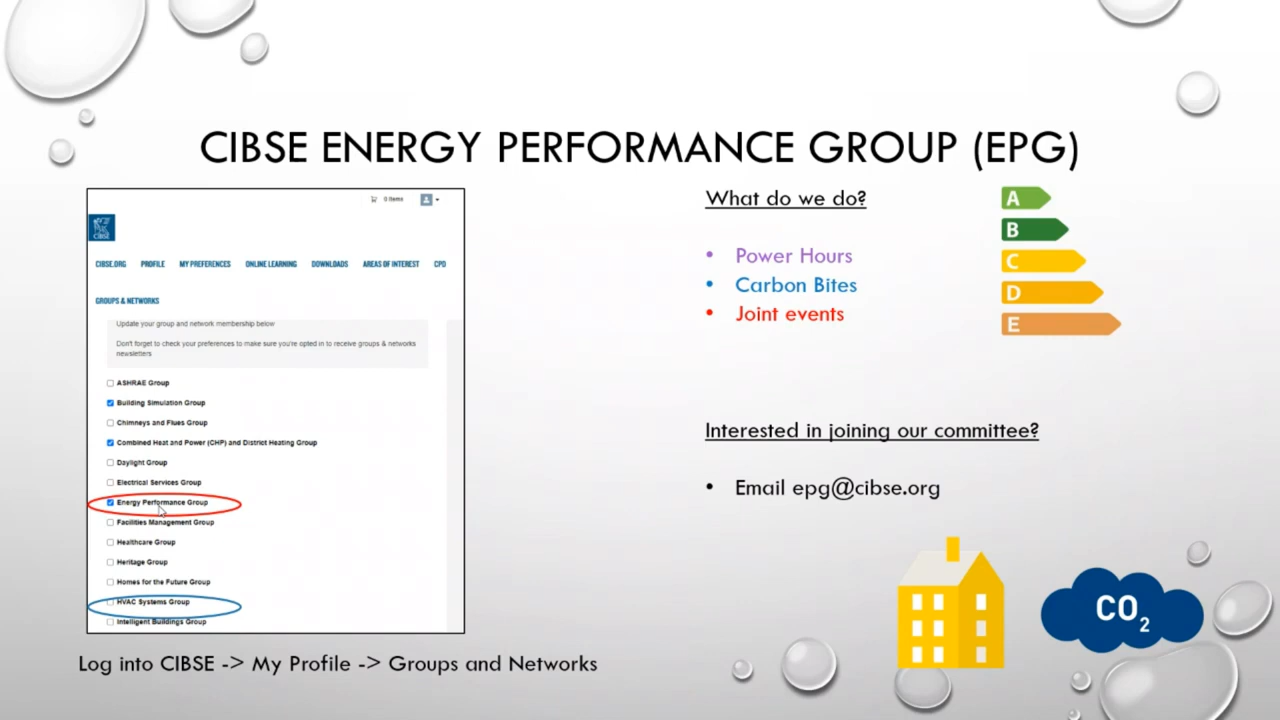 CIBSE ENERGY PERFORMANCE GROUP (EPG)
0 Items
CIBSE
CIBSE.ORG PROFILE MY PREFERENCES ONLINE LEARNING DOWNLOADS AREAS OF INTEREST CPD
GROUPS & NETWORKS
Update your group and network membership below
Don't forget to check your preferences to make sure you're opted in to receive groups & networks
newsletters
ASHRAE Group
Building Simulation Group
Chimneys and Flues Group
Combined Heat and Power (CHP) and District Heating Group
Daylight Group
Electrical Services Group
Energy Performance Group
Facilities Management Group
Healthcare Group
Heritage Group
Homes for the Future Group
HVAC Systems Group
Intelligent Buildings Group
Log into CIBSE -> My Profile -> Groups and Networks
What do we do?
• Power Hours
• Carbon Bites
• Joint events
A
B
C
D
E
Interested in joining our committee?
• Email epg@cibse.org
CO2